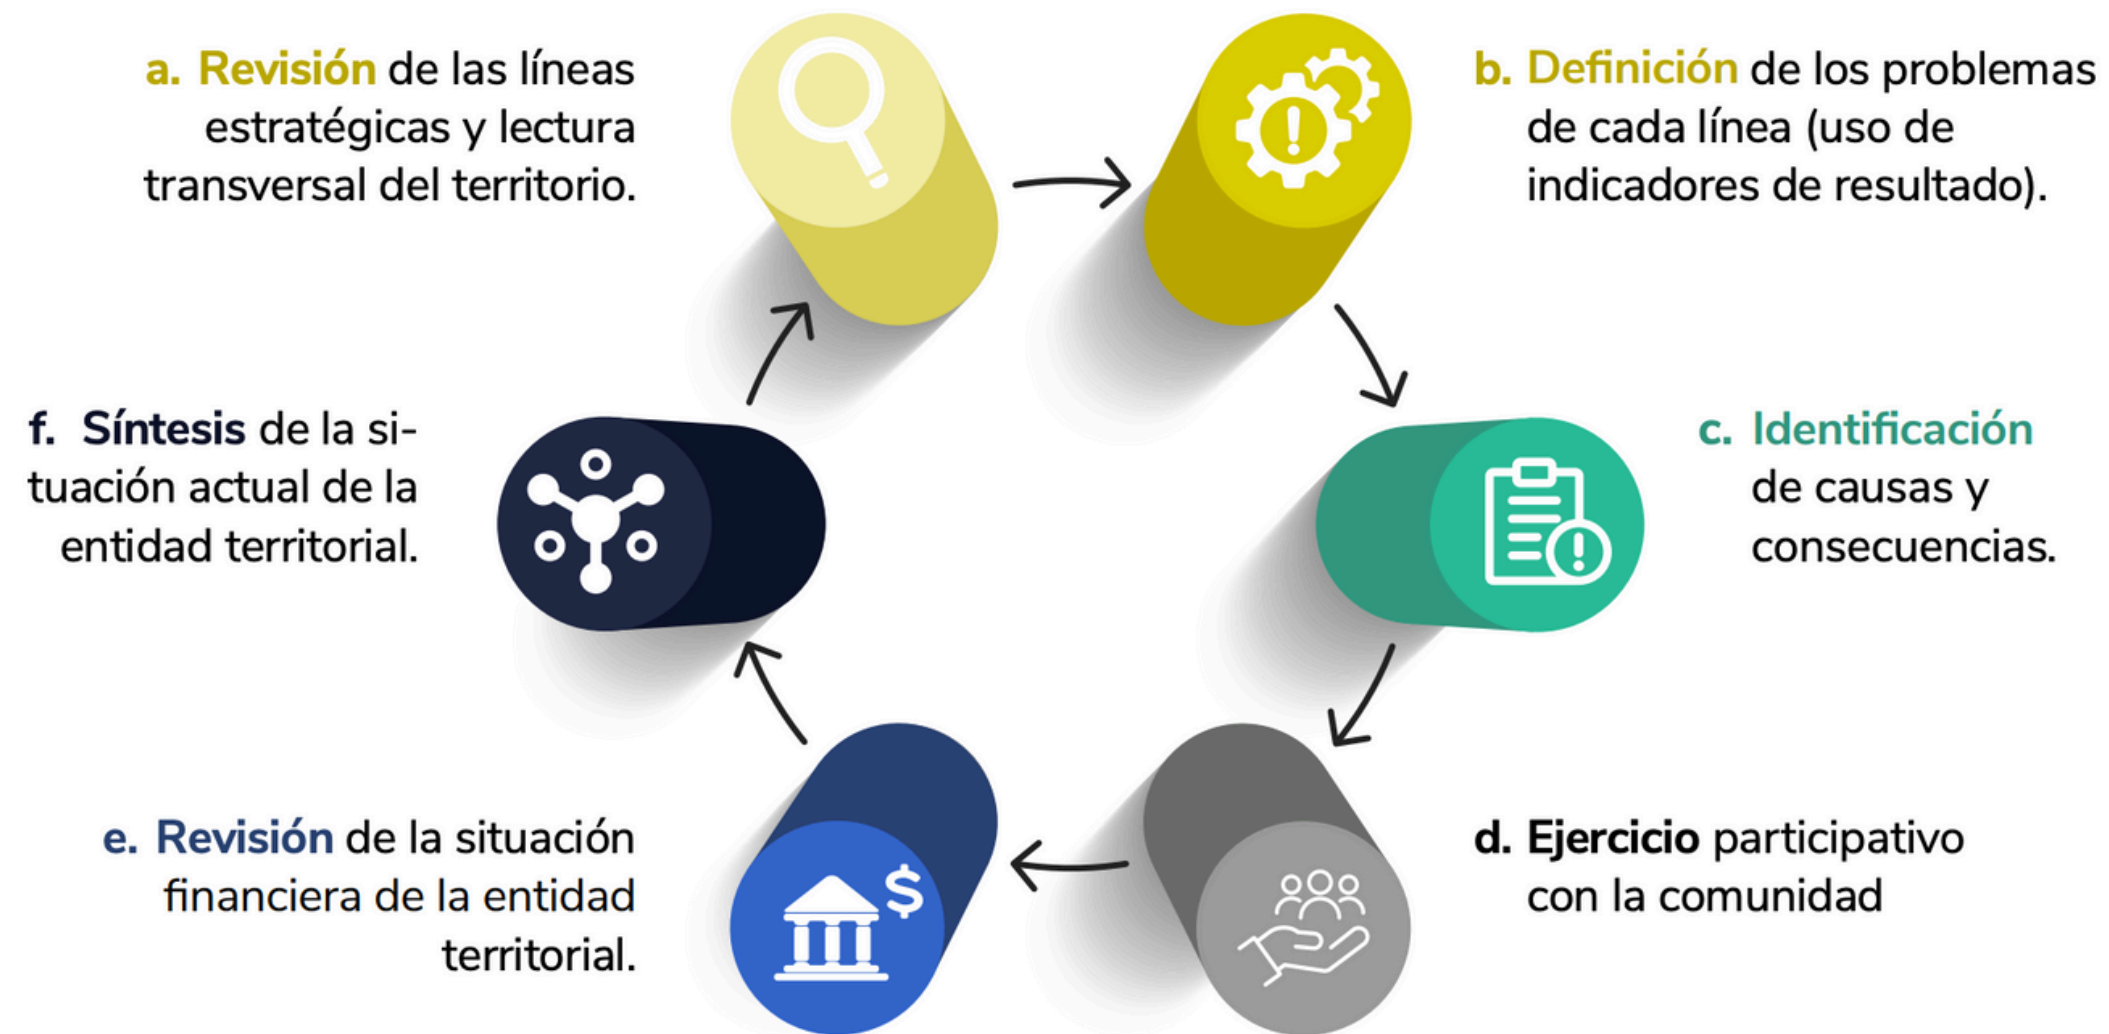 a. Revisión de las líneas
estratégicas y lectura
transversal del territorio.
b. Definición de los problemas
de cada línea (uso de
indicadores de resultado).
c. Identificación
de causas y
consecuencias.
d. Ejercicio participativo
con la comunidad
e. Revisión de la situación
financiera de la entidad
territorial.
f. Síntesis de la si-
tuación actual de la
entidad territorial.
$